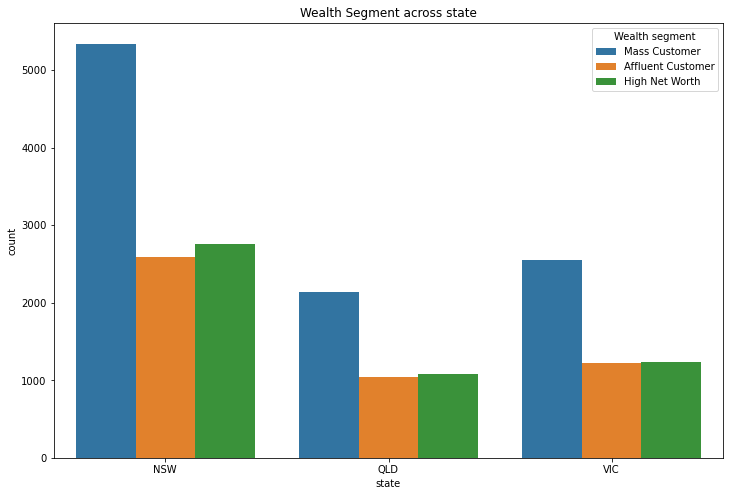 Wealth Segment across state
Wealth segment
Mass Customer
Affluent Customer
High Net Worth
count
5000
4000
3000
2000
1000
0
NSW
QLD
VIC
state